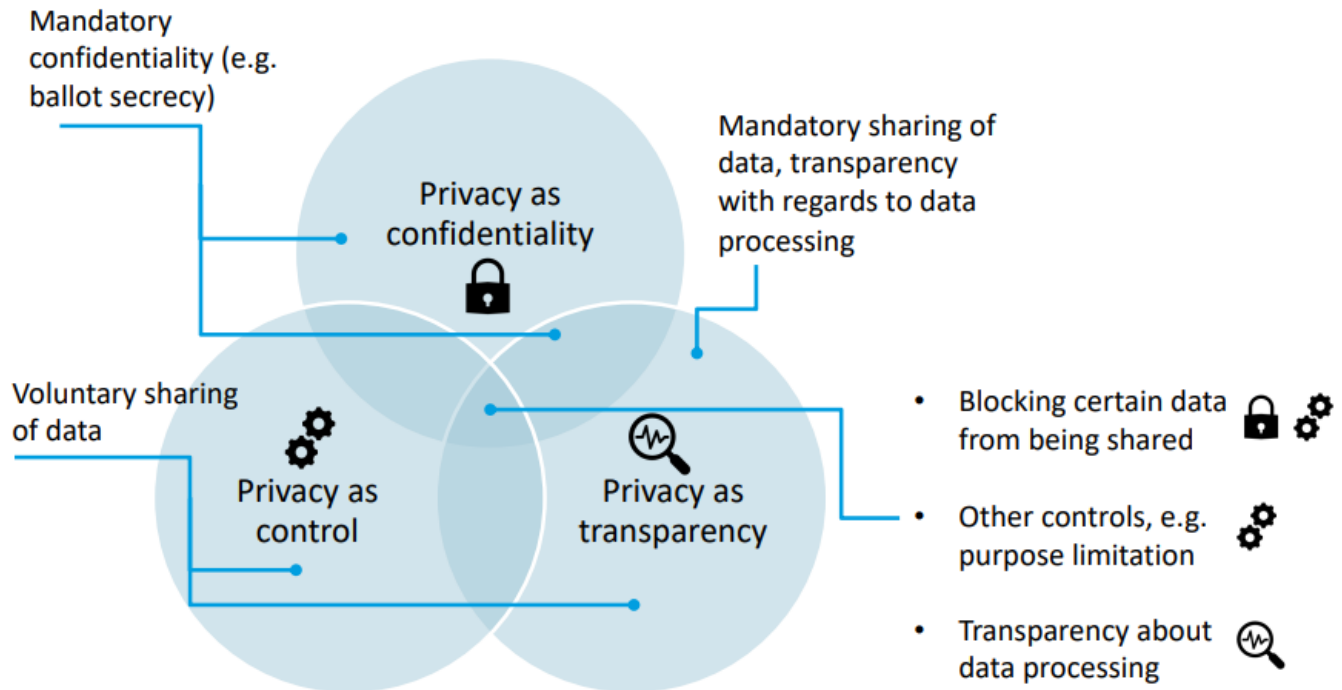 Mandatory
confidentiality (e.g.
ballot secrecy)
Mandatory sharing of
data, transparency
with regards to data
processing
Privacy as
confidentiality
Voluntary sharing
of data
Privacy as
control
Privacy as
transparency
• Blocking certain data
from being shared
• Other controls, e.g.
purpose limitation
• Transparency about
data processing